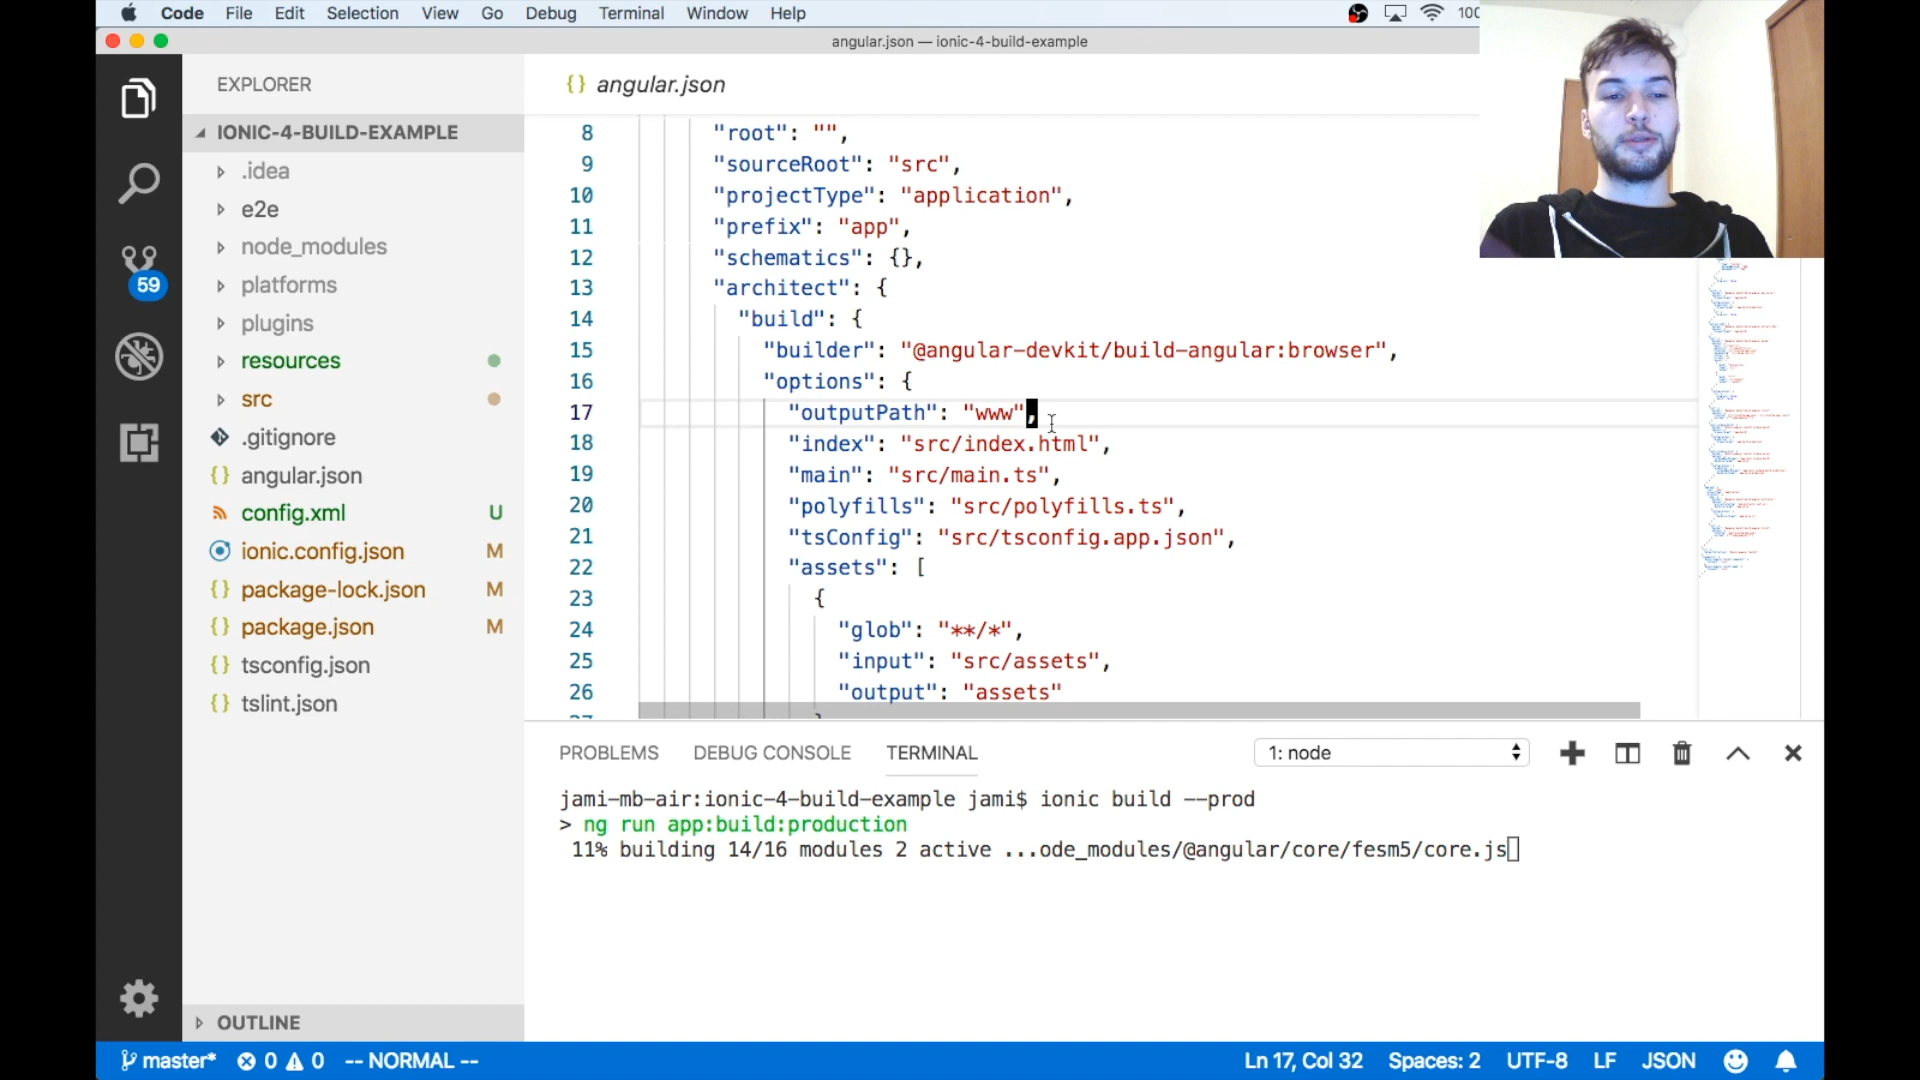 Code File Edit Selection View Go Debug Terminal Window Help
angular.json — ionic-4-build-example
EXPLORER
IONIC-4-BUILD-EXAMPLE
.idea
e2e
node_modules
platforms
plugins
resources
src
.gitignore
angular.json
config.xml U
ionic.config.json M
package-lock.json M
package.json M
tsconfig.json
tslint.json
OUTLINE
59
{} angular.json
8 "root": "",
9 "sourceRoot": "src",
10 "projectType": "application",
11 "prefix": "app",
12 "schematics": {},
13 "architect": {
14 "build": {
15 "builder": "@angular-devkit/build-angular:browser",
16 "options": {
17 "outputPath": "www",
18 "index": "src/index.html",
19 "main": "src/main.ts",
20 "polyfills": "src/polyfills.ts",
21 "tsConfig": "src/tsconfig.app.json",
22 "assets": [
23 {
24 "glob": "**/*",
25 "input": "src/assets",
26 "output": "assets"
PROBLEMS DEBUG CONSOLE TERMINAL 1: node
jami-mb-air:ionic-4-build-example jami$ ionic build --prod
> ng run app:build:production
11% building 14/16 modules 2 active ...ode_modules/@angular/core/fesm5/core.js
master* 0 0 -- NORMAL -- Ln 17, Col 32 Spaces: 2 UTF-8 LF JSON